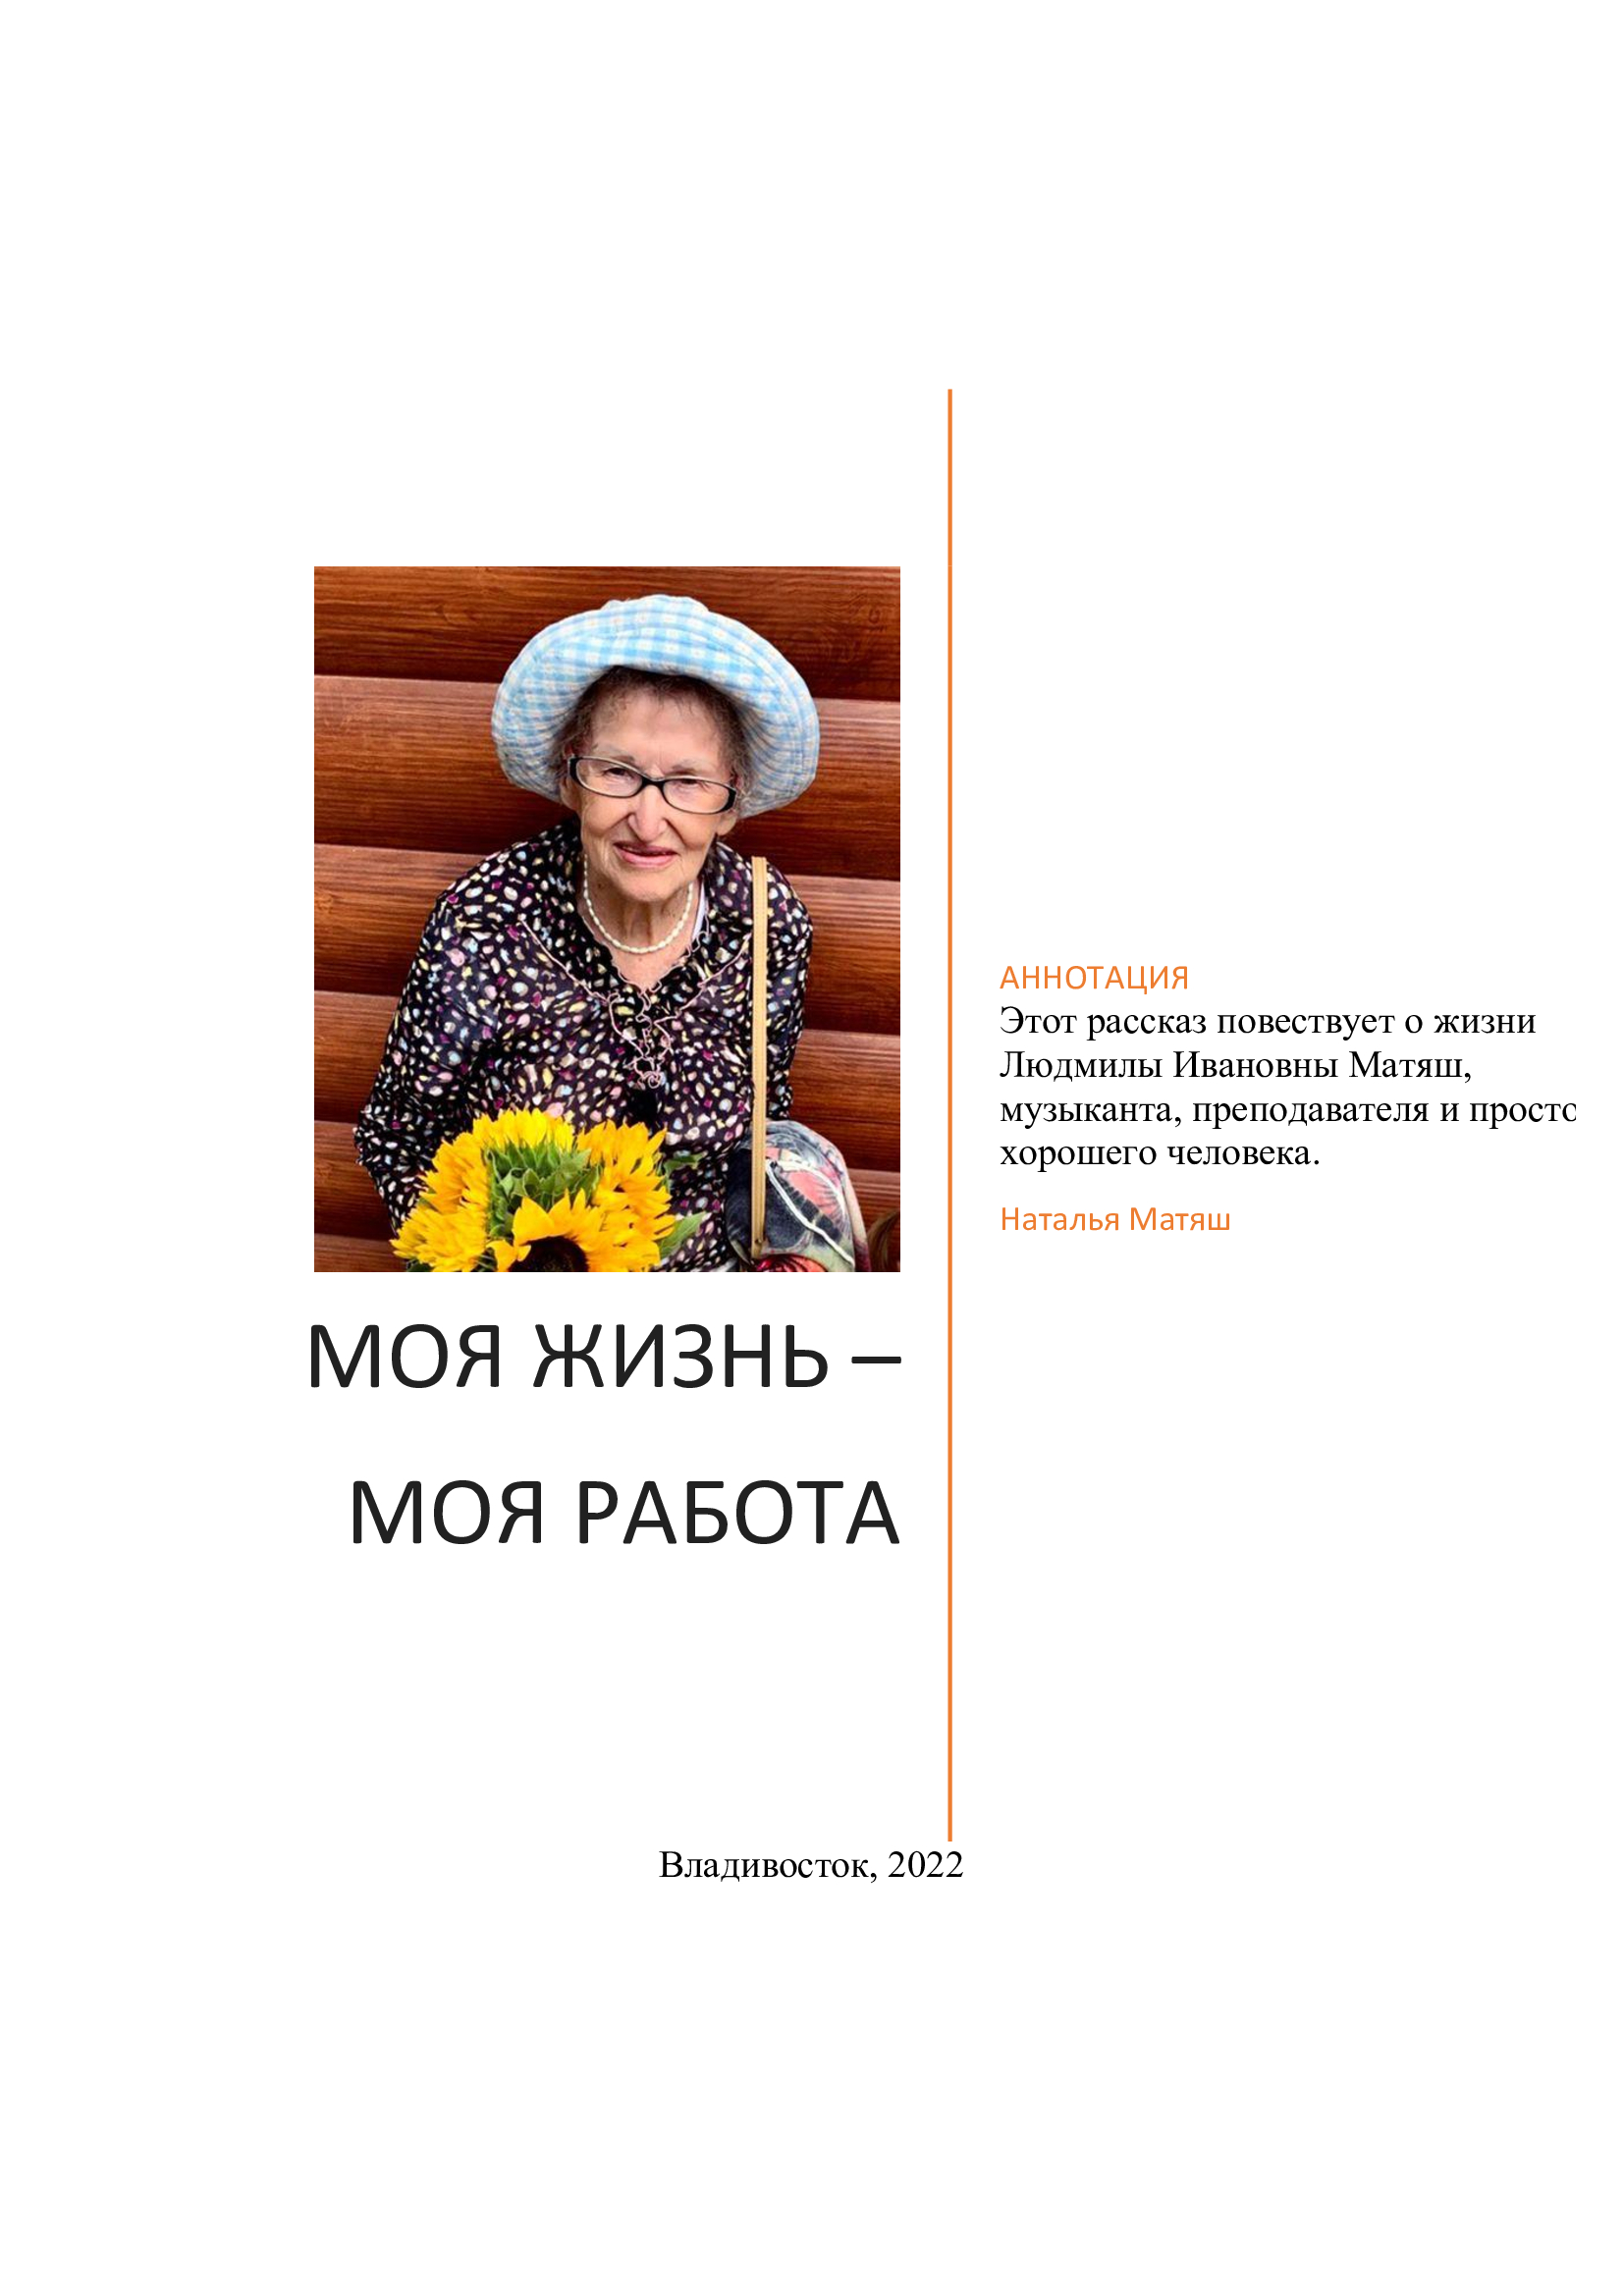 МОЯ ЖИЗНЬ –
МОЯ РАБОТА
АННОТАЦИЯ
Этот рассказ повествует о жизни
Людмилы Ивановны Матяш,
музыканта, преподавателя и просто
хорошего человека.
Наталья Матяш
Владивосток, 2022